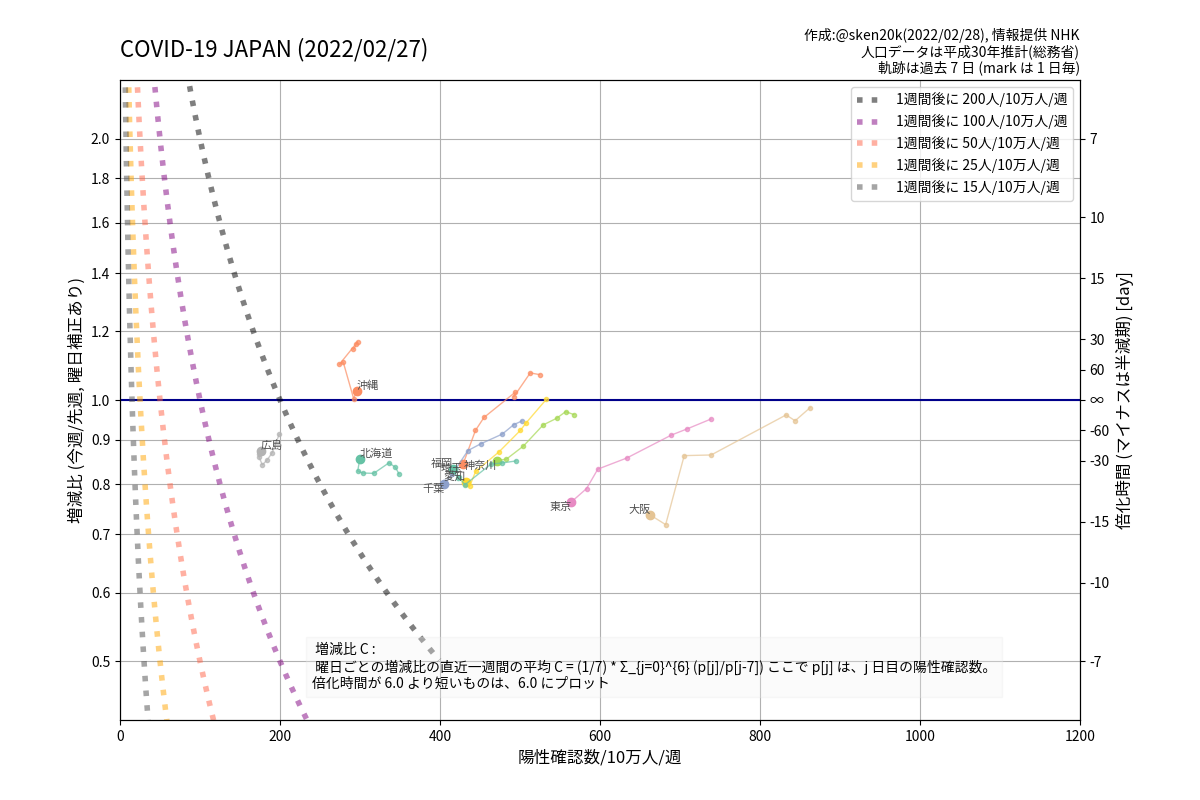 COVID-19 JAPAN (2022/02/27)
作成:@sken20k(2022/02/28), 情報提供 NHK
人口データは平成30年推計(総務省)
軌跡は過去 7 日 (mark は 1 日毎)
1週間後に 200人/10万人/週
1週間後に 100人/10万人/週
1週間後に 50人/10万人/週
1週間後に 25人/10万人/週
1週間後に 15人/10万人/週
増減比 (今週/先週, 曜日補正あり)
2.0
1.8
1.6
1.4
1.2
1.0
0.9
0.8
0.7
0.6
0.5
7
10
15
30
60
∞
-60
-30
-15
-10
-7
倍化時間 (マイナスは半減期) [day]
沖縄
広島
北海道
福岡
神奈川
愛知
千葉
東京
大阪
増減比 C :
曜日ごとの増減比の直近一週間の平均 C = (1/7) * Σ_{j=0}^{6} (p[j]/p[j-7]) ここで p[j] は、j 日目の陽性確認数。
倍化時間が 6.0 より短いものは、6.0 にプロット
0
200
400
600
800
1000
1200
陽性確認数/10万人/週